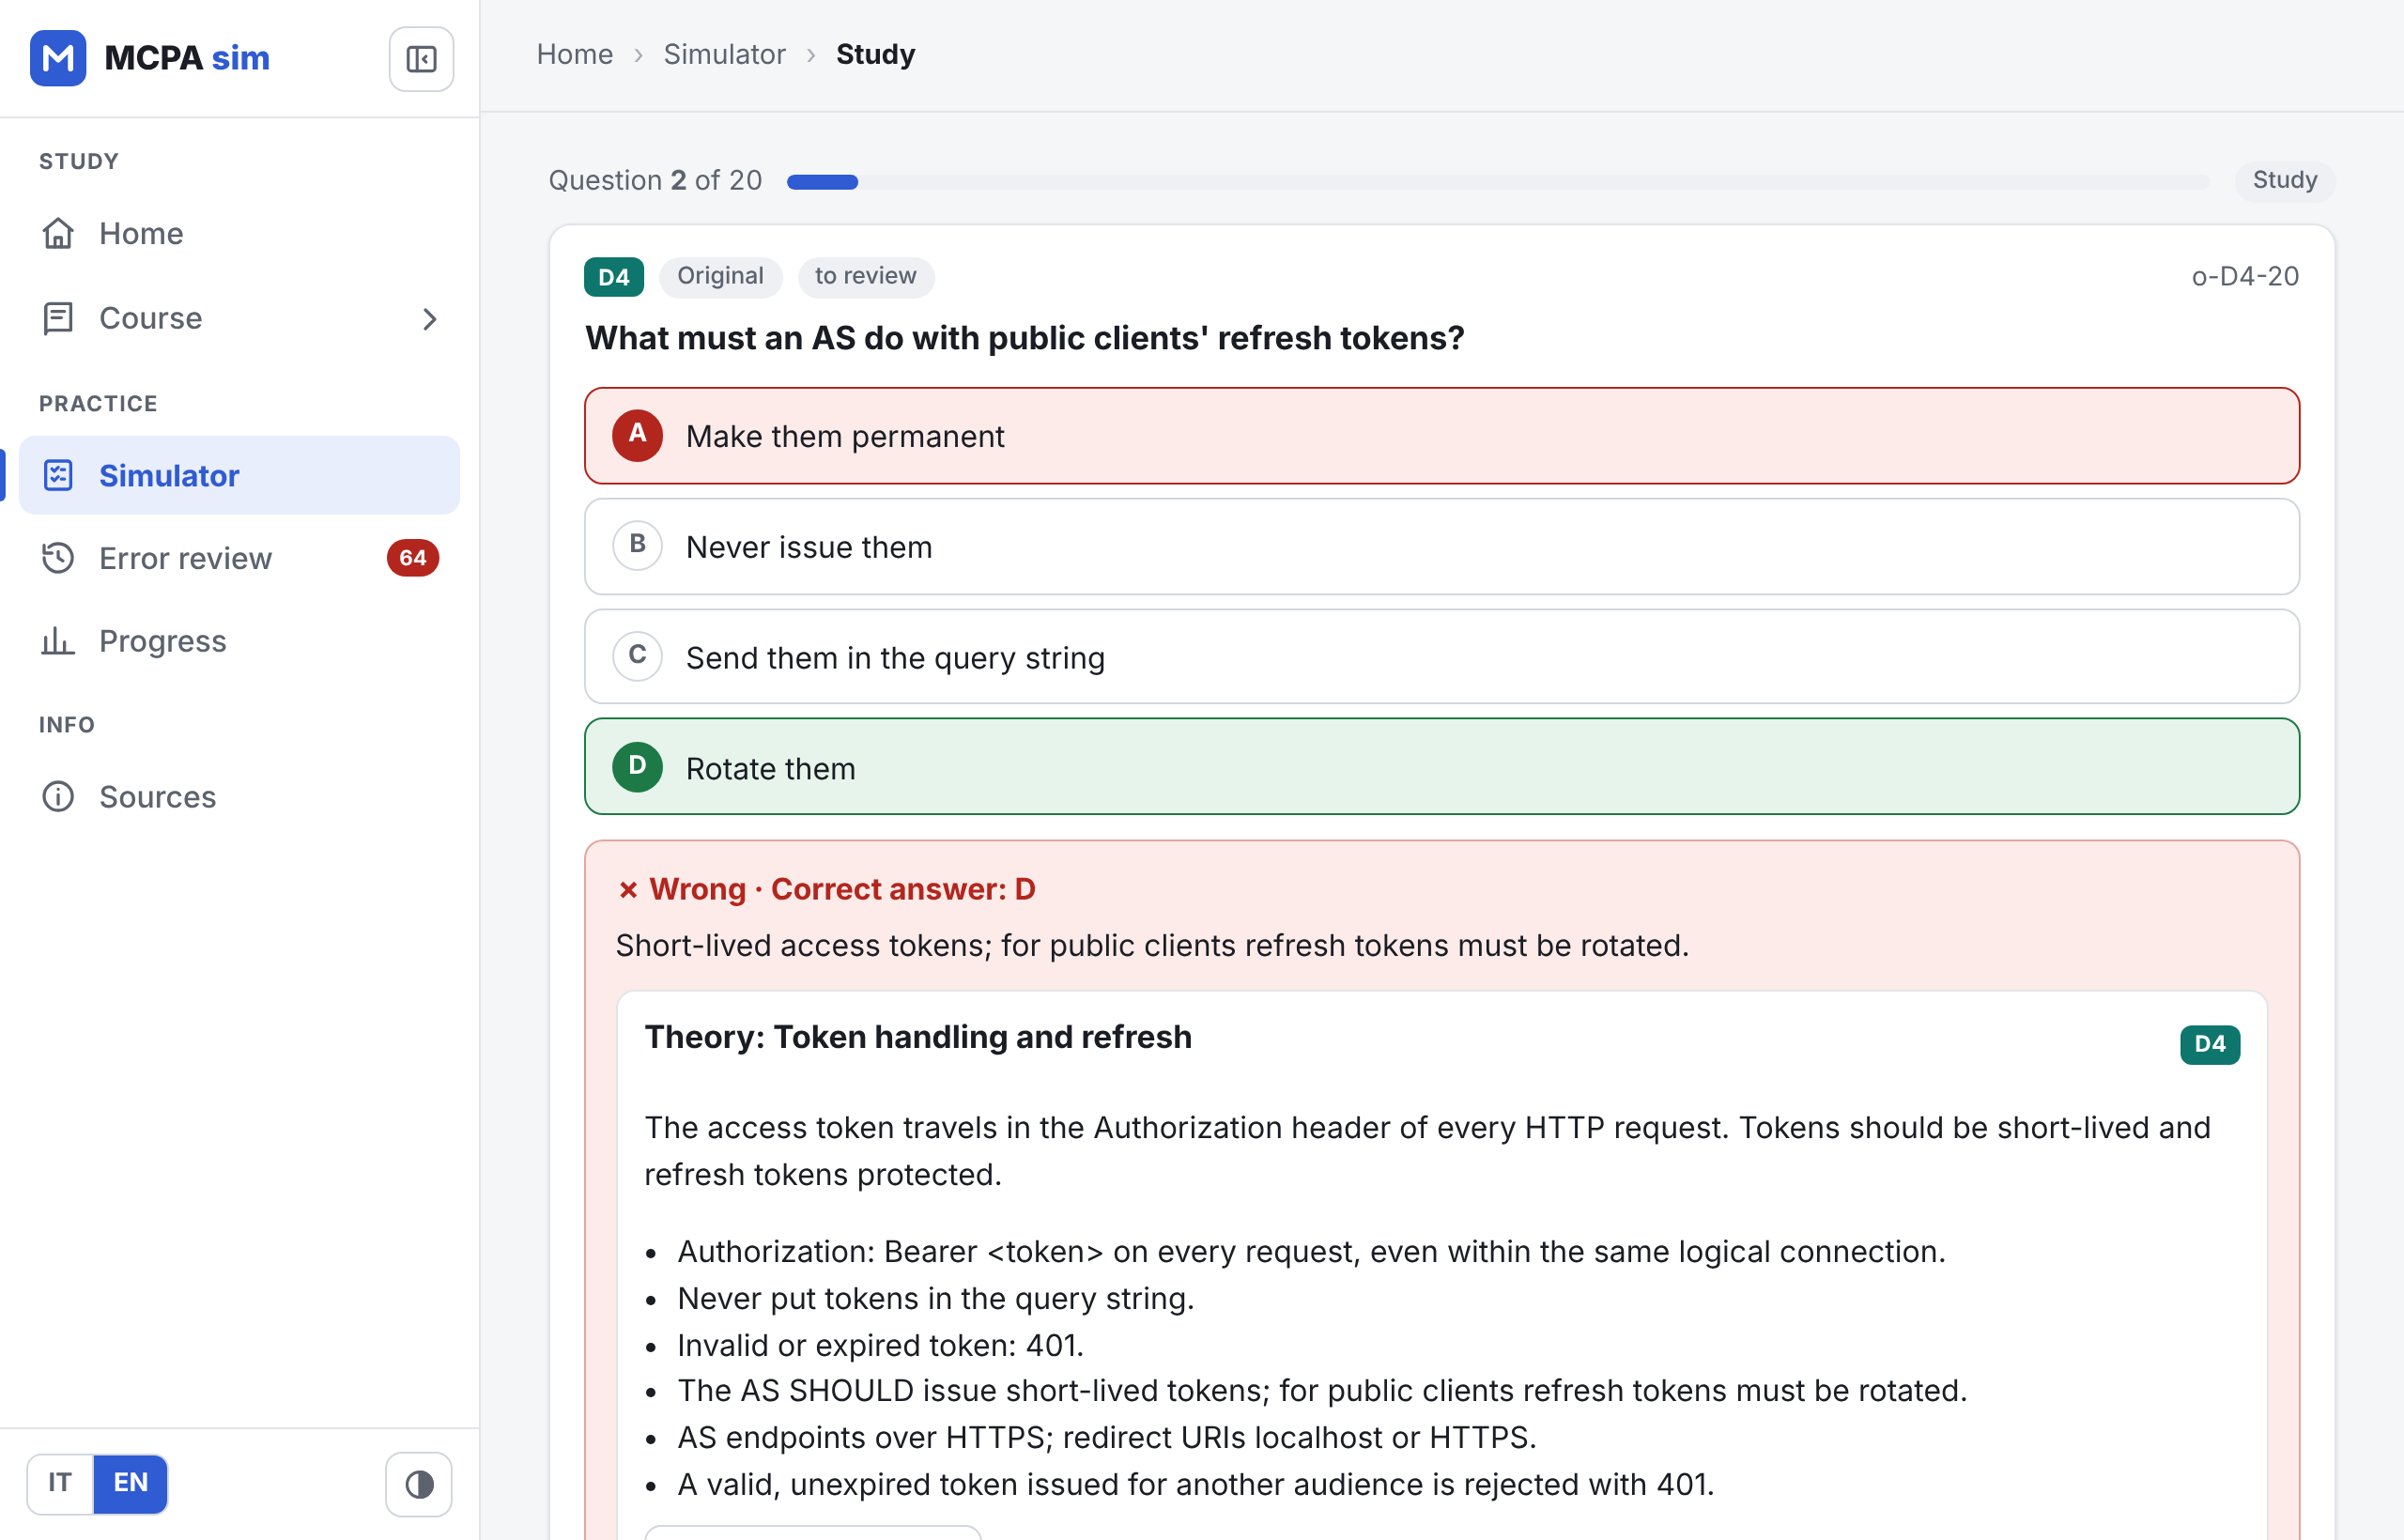 MCPA sim
STUDY
Home
Course
PRACTICE
Simulator
Error review 64
Progress
INFO
Sources
IT EN
Home › Simulator › Study
Question 2 of 20
Study
D4 Original to review o-D4-20
What must an AS do with public clients' refresh tokens?
A Make them permanent
B Never issue them
C Send them in the query string
D Rotate them
× Wrong · Correct answer: D
Short-lived access tokens; for public clients refresh tokens must be rotated.
Theory: Token handling and refresh D4
The access token travels in the Authorization header of every HTTP request. Tokens should be short-lived and
refresh tokens protected.
• Authorization: Bearer <token> on every request, even within the same logical connection.
• Never put tokens in the query string.
• Invalid or expired token: 401.
• The AS SHOULD issue short-lived tokens; for public clients refresh tokens must be rotated.
• AS endpoints over HTTPS; redirect URIs localhost or HTTPS.
• A valid, unexpired token issued for another audience is rejected with 401.